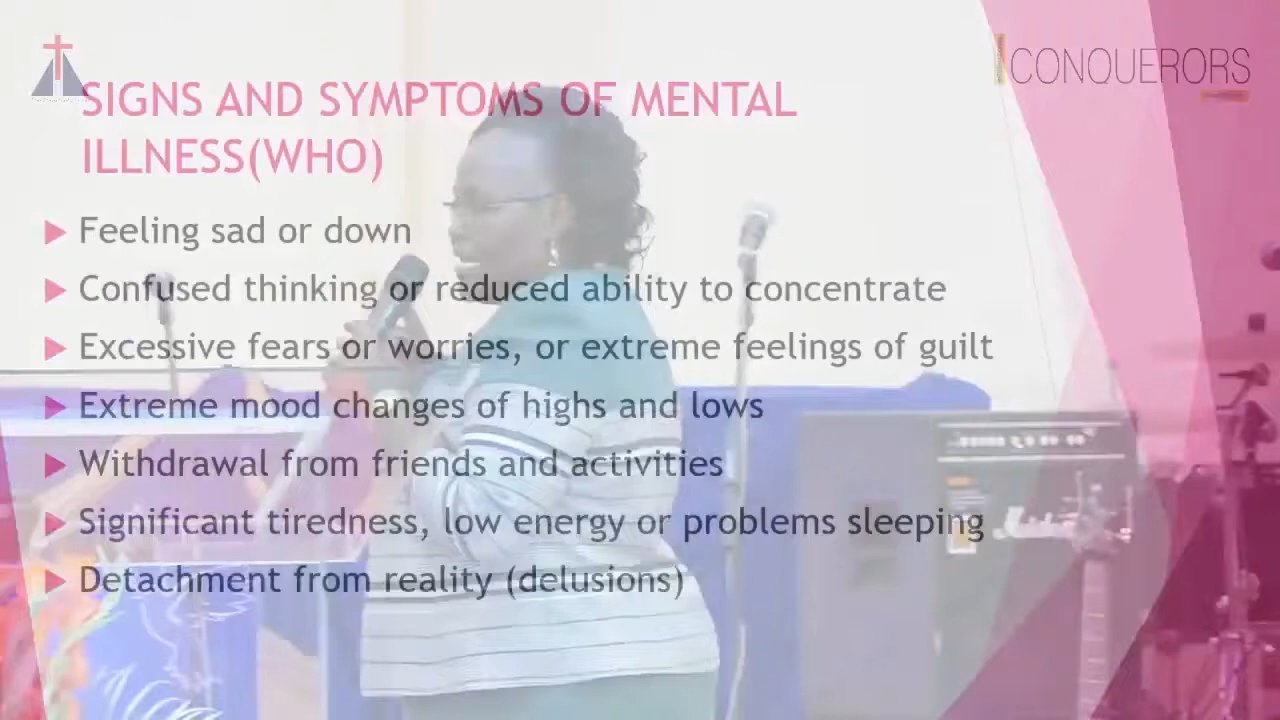 CONQUERORS
SIGNS AND SYMPTOMS OF MENTAL
ILLNESS(WHO)
Feeling sad or down
Confused thinking or reduced ability to concentrate
Excessive fears or worries, or extreme feelings of guilt
Extreme mood changes of highs and lows
Withdrawal from friends and activities
Significant tiredness, low energy or problems sleeping
Detachment from reality (delusions)